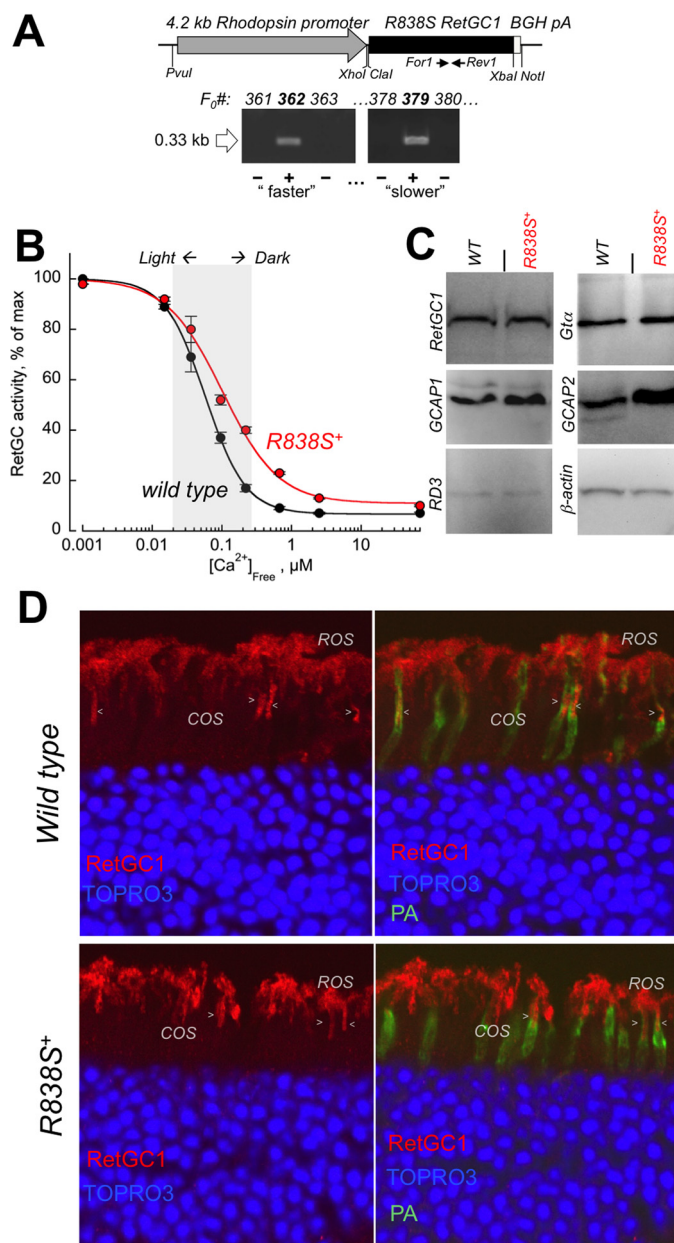 A
4.2 kb Rhodopsin promoter R838S RetGC1 BGH pA
PvuI XhoI ClaI For1 Rev1 XbaI NotI
F0#: 361 362 363 ...378 379 380...
0.33 kb
- + - ... - + -
"faster" "slower"
B
Light ← → Dark
RetGC activity, % of max
100
80
60
40
20
0
R838S+
wild type
0.001 0.01 0.1 1 10
[Ca2+]Free , µM
C
WT R838S+ WT R838S+
RetGC1 Gtα
GCAP1 GCAP2
RD3 β-actin
D
Wild type
ROS ROS
> < < > > < < >
COS COS
RetGC1 RetGC1
TOPRO3 TOPRO3
PA
R838S+
ROS ROS
> > < > > <
COS COS
RetGC1 RetGC1
TOPRO3 TOPRO3
PA